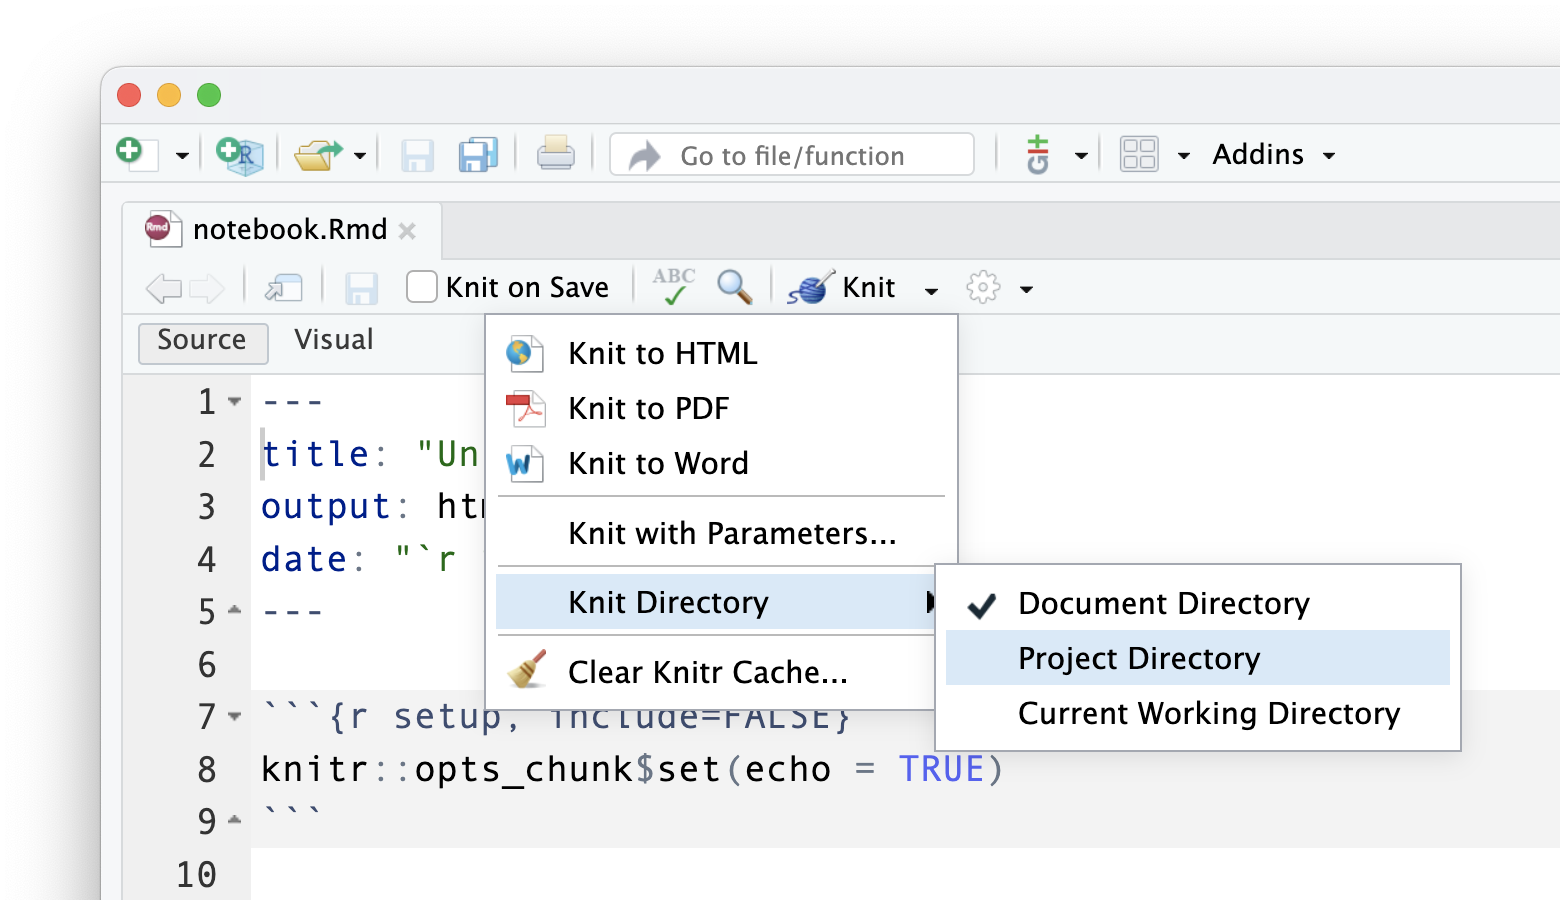 Go to file/function
Git
Addins
Rmd notebook.Rmd
Knit on Save
ABC
Knit
Source Visual
Knit to HTML
Knit to PDF
Knit to Word
Knit with Parameters...
Knit Directory
Clear Knitr Cache...
Document Directory
Project Directory
Current Working Directory
1 ---
2 title: "Un
3 output:
4 date: "`r
5 ---
6
7 ```{r setup, include=FALSE}
8 knitr::opts_chunk$set(echo = TRUE)
9 ```
10